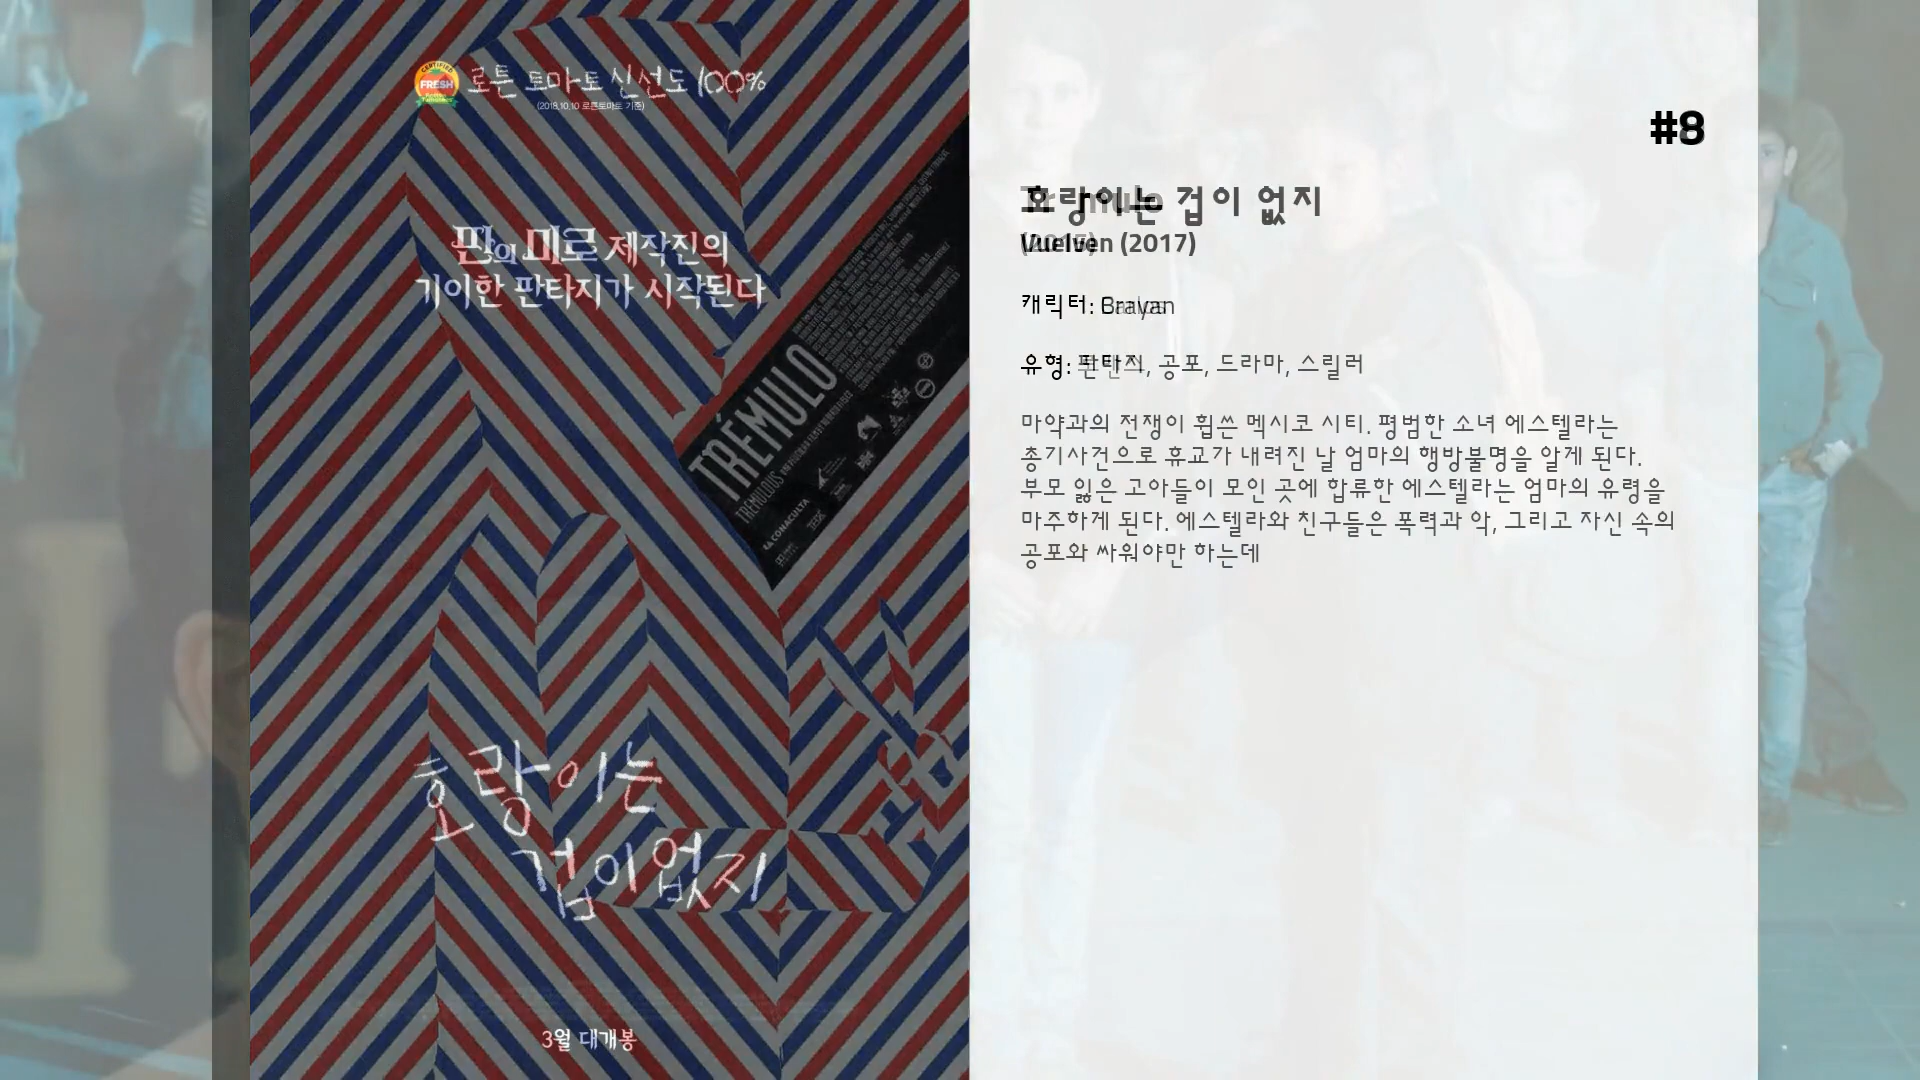 CERTIFIED
FRESH
로튼 토마토 신선도 100%
(2018.10.10 로튼토마토 기준)
판의 미로 제작진의
기이한 판타지가 시작된다
TRÉMULO
TREMULOUS
CONACULTA
호랑이는
겁이 없지
3월 대개봉
#8
호랑이는 겁이 없지
Vuelven (2017)
캐릭터: Brayan
유형: 판타지, 공포, 드라마, 스릴러
마약과의 전쟁이 휩쓴 멕시코 시티. 평범한 소녀 에스텔라는
총기사건으로 휴교가 내려진 날 엄마의 행방불명을 알게 된다.
부모 잃은 고아들이 모인 곳에 합류한 에스텔라는 엄마의 유령을
마주하게 된다. 에스텔라와 친구들은 폭력과 악, 그리고 자신 속의
공포와 싸워야만 하는데